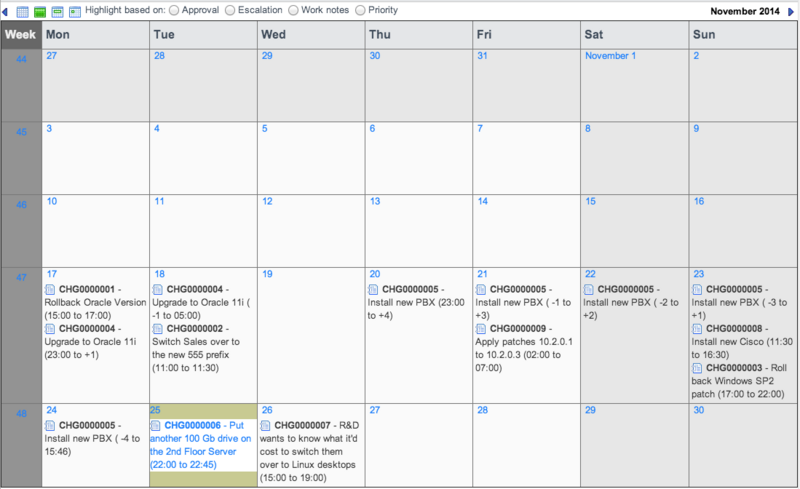 Highlight based on: Approval Escalation Work notes Priority November 2014
Week Mon Tue Wed Thu Fri Sat Sun
44 27 28 29 30 31 November 1 2
45 3 4 5 6 7 8 9
46 10 11 12 13 14 15 16
47
17
CHG0000001 -
Rollback Oracle Version
(15:00 to 17:00)
CHG0000004 -
Upgrade to Oracle 11i
(23:00 to +1)
18
CHG0000004 -
Upgrade to Oracle 11i (
-1 to 05:00)
CHG0000002 -
Switch Sales over to
the new 555 prefix
(11:00 to 11:30)
19
20
CHG0000005 -
Install new PBX (23:00
to +4)
21
CHG0000005 -
Install new PBX ( -1 to
+3)
CHG0000009 -
Apply patches 10.2.0.1
to 10.2.0.3 (02:00 to
07:00)
22
CHG0000005 -
Install new PBX ( -2 to
+2)
23
CHG0000005 -
Install new PBX ( -3 to
+1)
CHG0000008 -
Install new Cisco (11:30
to 16:30)
CHG0000003 - Roll
back Windows SP2
patch (17:00 to 22:00)
48
24
CHG0000005 -
Install new PBX ( -4 to
15:46)
25
CHG0000006 - Put
another 100 Gb drive on
the 2nd Floor Server
(22:00 to 22:45)
26
CHG0000007 - R&D
wants to know what it'd
cost to switch them
over to Linux desktops
(15:00 to 19:00)
27
28
29
30